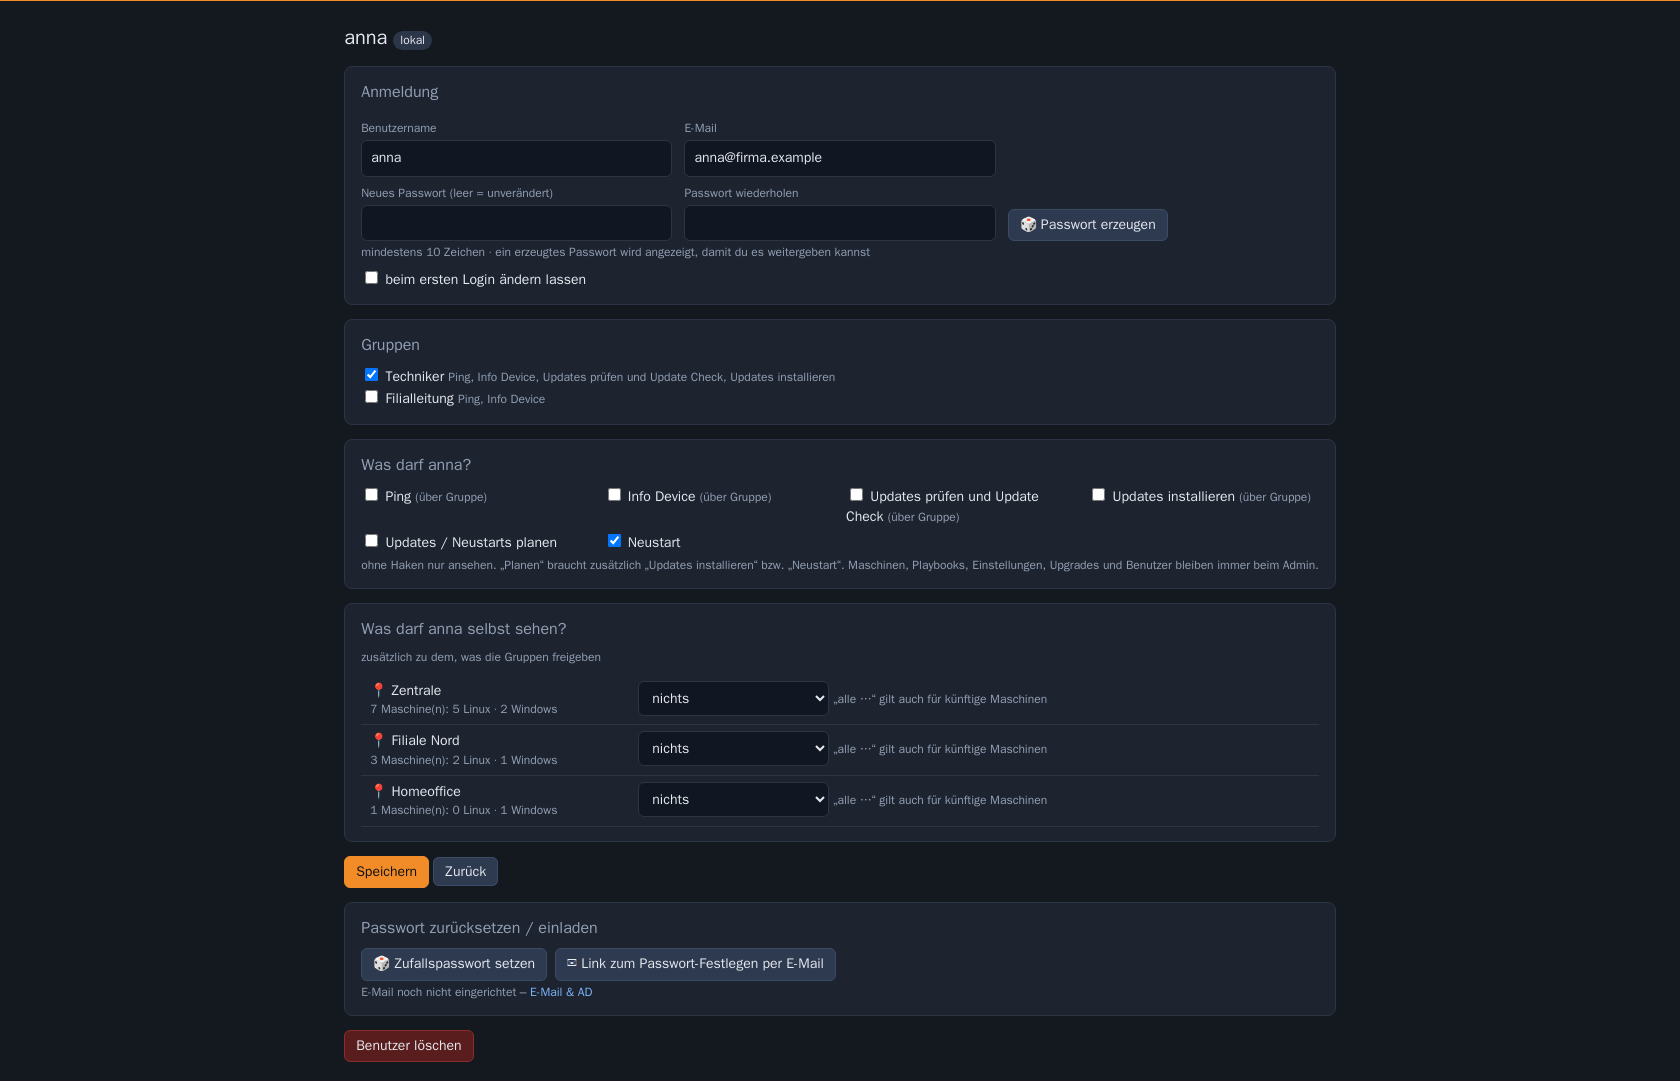 anna lokal
Anmeldung
Benutzername E-Mail
anna anna@firma.example
Neues Passwort (leer = unverändert) Passwort wiederholen
Passwort erzeugen
mindestens 10 Zeichen · ein erzeugtes Passwort wird angezeigt, damit du es weitergeben kannst
beim ersten Login ändern lassen
Gruppen
Techniker Ping, Info Device, Updates prüfen und Update Check, Updates installieren
Filialleitung Ping, Info Device
Was darf anna?
Ping (über Gruppe) Info Device (über Gruppe) Updates prüfen und Update Check (über Gruppe) Updates installieren (über Gruppe)
Updates / Neustarts planen Neustart
ohne Haken nur ansehen. „Planen“ braucht zusätzlich „Updates installieren“ bzw. „Neustart“. Maschinen, Playbooks, Einstellungen, Upgrades und Benutzer bleiben immer beim Admin.
Was darf anna selbst sehen?
zusätzlich zu dem, was die Gruppen freigeben
Zentrale
7 Maschine(n): 5 Linux · 2 Windows
nichts „alle …“ gilt auch für künftige Maschinen
Filiale Nord
3 Maschine(n): 2 Linux · 1 Windows
nichts „alle …“ gilt auch für künftige Maschinen
Homeoffice
1 Maschine(n): 0 Linux · 1 Windows
nichts „alle …“ gilt auch für künftige Maschinen
Speichern Zurück
Passwort zurücksetzen / einladen
Zufallspasswort setzen Link zum Passwort-Festlegen per E-Mail
E-Mail noch nicht eingerichtet – E-Mail & AD
Benutzer löschen